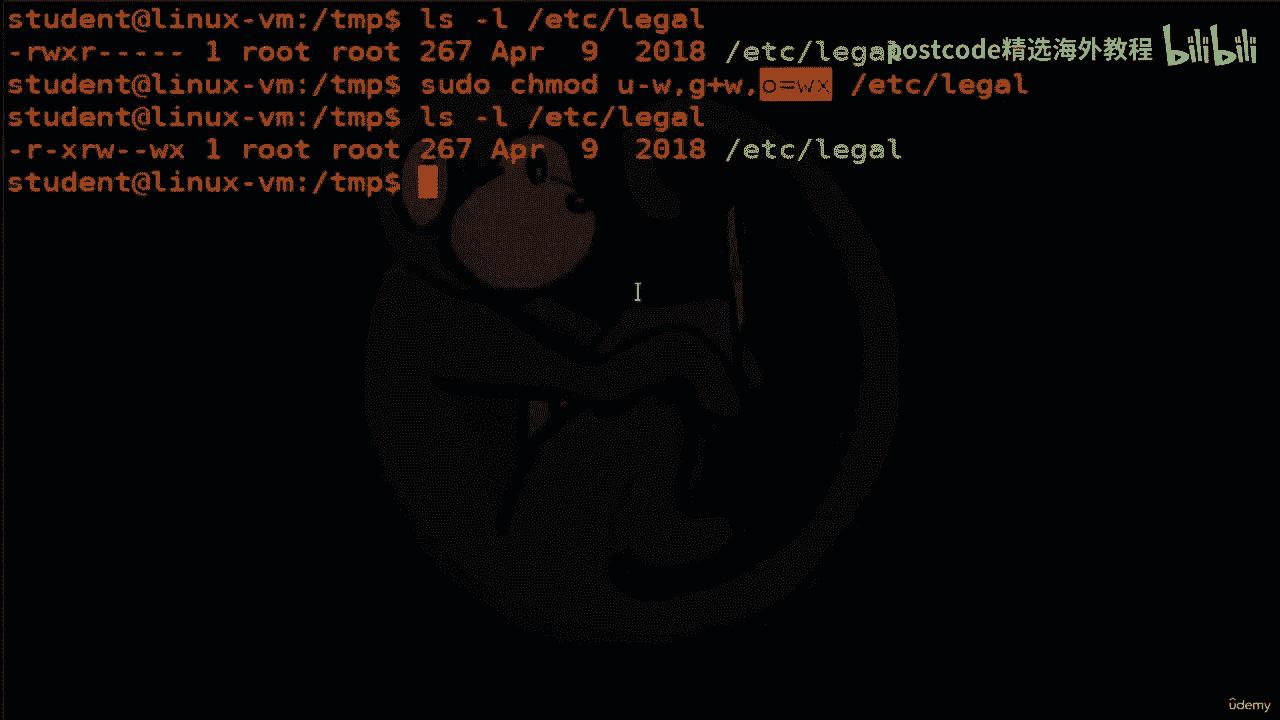 student@linux-vm:/tmp$ ls -l /etc/legal
-rwxr----- 1 root root 267 Apr  9  2018 /etc/legal
postcode精选海外教程 bilibili
student@linux-vm:/tmp$ sudo chmod u-w,g+w,o=wx /etc/legal
student@linux-vm:/tmp$ ls -l /etc/legal
-r-xrw--wx 1 root root 267 Apr  9  2018 /etc/legal
student@linux-vm:/tmp$
ûdemy